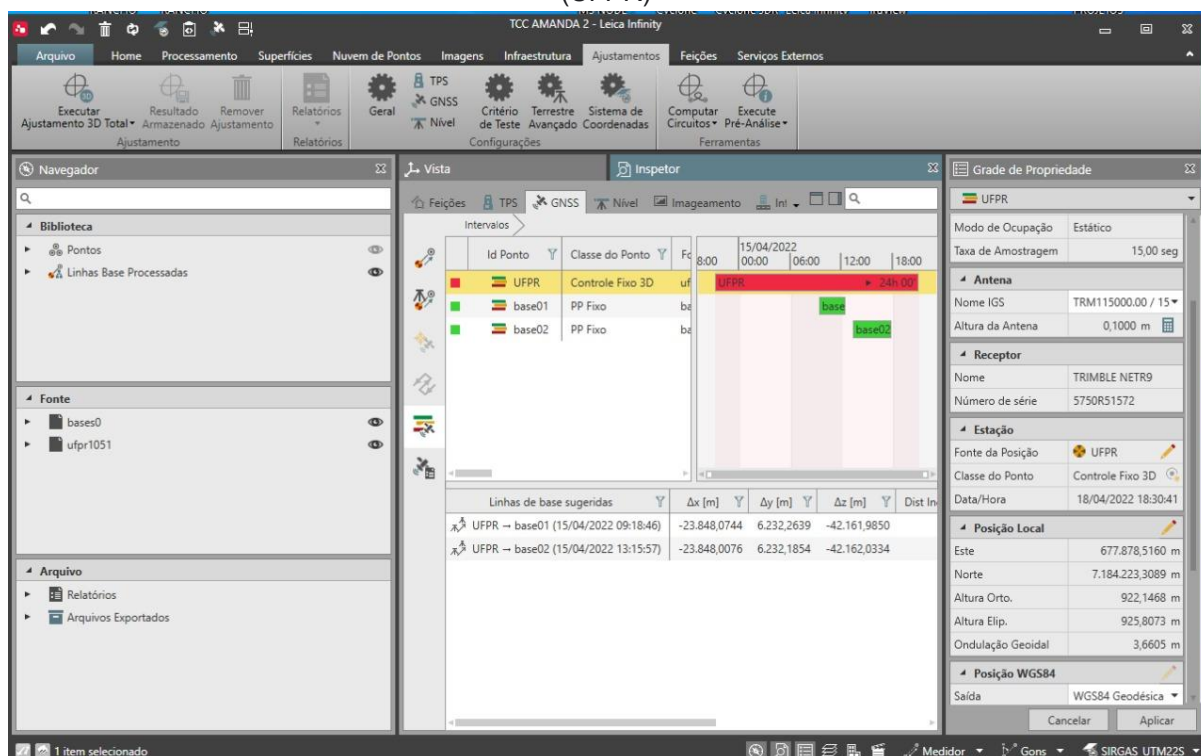 (UFPR)
TCC AMANDA 2 - Leica Infinity
Arquivo Home Processamento Superfícies Nuvem de Pontos Imagens Infraestrutura Ajustamentos Feições Serviços Externos
Executar Ajustamento 3D Total
Resultado Armazenado
Remover Ajustamento
Ajustamento
Relatórios
Relatórios
Geral
TPS
GNSS
Nível
Critério de Teste
Terrestre Avançado
Sistema de Coordenadas
Configurações
Computar Circuitos
Execute Pré-Análise
Ferramentas
Navegador
Biblioteca
Pontos
Linhas Base Processadas
Fonte
bases0
ufpr1051
Arquivo
Relatórios
Arquivos Exportados
Vista
Inspetor
Feições TPS GNSS Nível Imageamento Int
Intervalos
Id Ponto Classe do Ponto Fo
8:00 15/04/2022 00:00 06:00 12:00 18:00
UFPR Controle Fixo 3D uf UFPR 24h 00'
base01 PP Fixo ba base
base02 PP Fixo ba base02
Linhas de base sugeridas Δx [m] Δy [m] Δz [m] Dist In
UFPR → base01 (15/04/2022 09:18:46) -23.848,0744 6.232,2639 -42.161,9850
UFPR → base02 (15/04/2022 13:15:57) -23.848,0076 6.232,1854 -42.162,0334
Grade de Propriedade
UFPR
Modo de Ocupação Estático
Taxa de Amostragem 15,00 seg
Antena
Nome IGS TRM115000.00 / 15
Altura da Antena 0,1000 m
Receptor
Nome TRIMBLE NETR9
Número de série 5750R51572
Estação
Fonte da Posição UFPR
Classe do Ponto Controle Fixo 3D
Data/Hora 18/04/2022 18:30:41
Posição Local
Este 677.878,5160 m
Norte 7.184.223,3089 m
Altura Orto. 922,1468 m
Altura Elip. 925,8073 m
Ondulação Geoidal 3,6605 m
Posição WGS84
Saída WGS84 Geodésica
Cancelar Aplicar
1 item selecionado
Medidor Gons SIRGAS_UTM22S